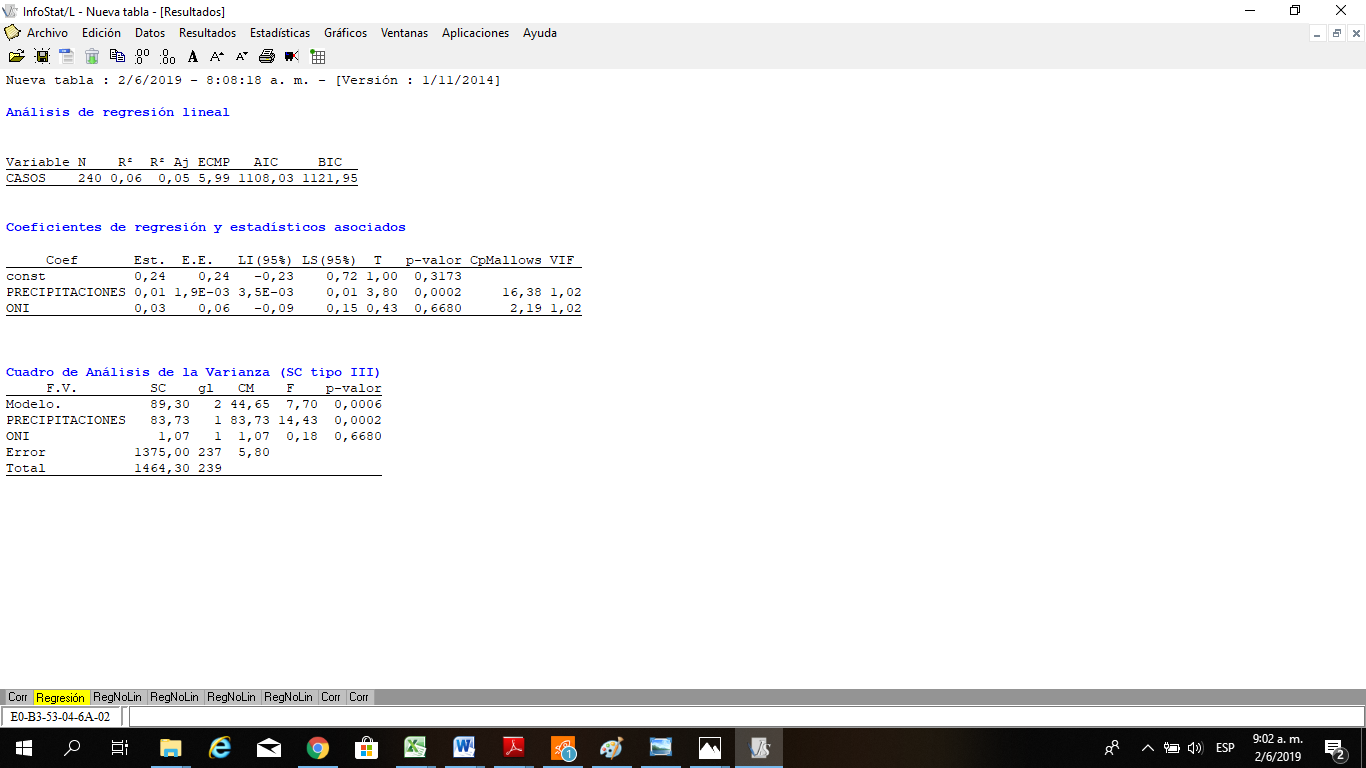 InfoStat/L - Nueva tabla - [Resultados]
Archivo Edición Datos Resultados Estadísticas Gráficos Ventanas Aplicaciones Ayuda
Nueva tabla : 2/6/2019 - 8:08:18 a. m. - [Versión : 1/11/2014]
Análisis de regresión lineal
Variable N R² R² Aj ECMP AIC BIC
CASOS 240 0,06 0,05 5,99 1108,03 1121,95
Coeficientes de regresión y estadísticos asociados
Coef Est. E.E. LI(95%) LS(95%) T p-valor CpMallows VIF
const 0,24 0,24 -0,23 0,72 1,00 0,3173
PRECIPITACIONES 0,01 1,9E-03 3,5E-03 0,01 3,80 0,0002 16,38 1,02
ONI 0,03 0,06 -0,09 0,15 0,43 0,6680 2,19 1,02
Cuadro de Análisis de la Varianza (SC tipo III)
F.V. SC gl CM F p-valor
Modelo. 89,30 2 44,65 7,70 0,0006
PRECIPITACIONES 83,73 1 83,73 14,43 0,0002
ONI 1,07 1 1,07 0,18 0,6680
Error 1375,00 237 5,80
Total 1464,30 239
Corr Regresión RegNoLin RegNoLin RegNoLin RegNoLin Corr Corr
E0-B3-53-04-6A-02
ESP 9:02 a. m.
2/6/2019